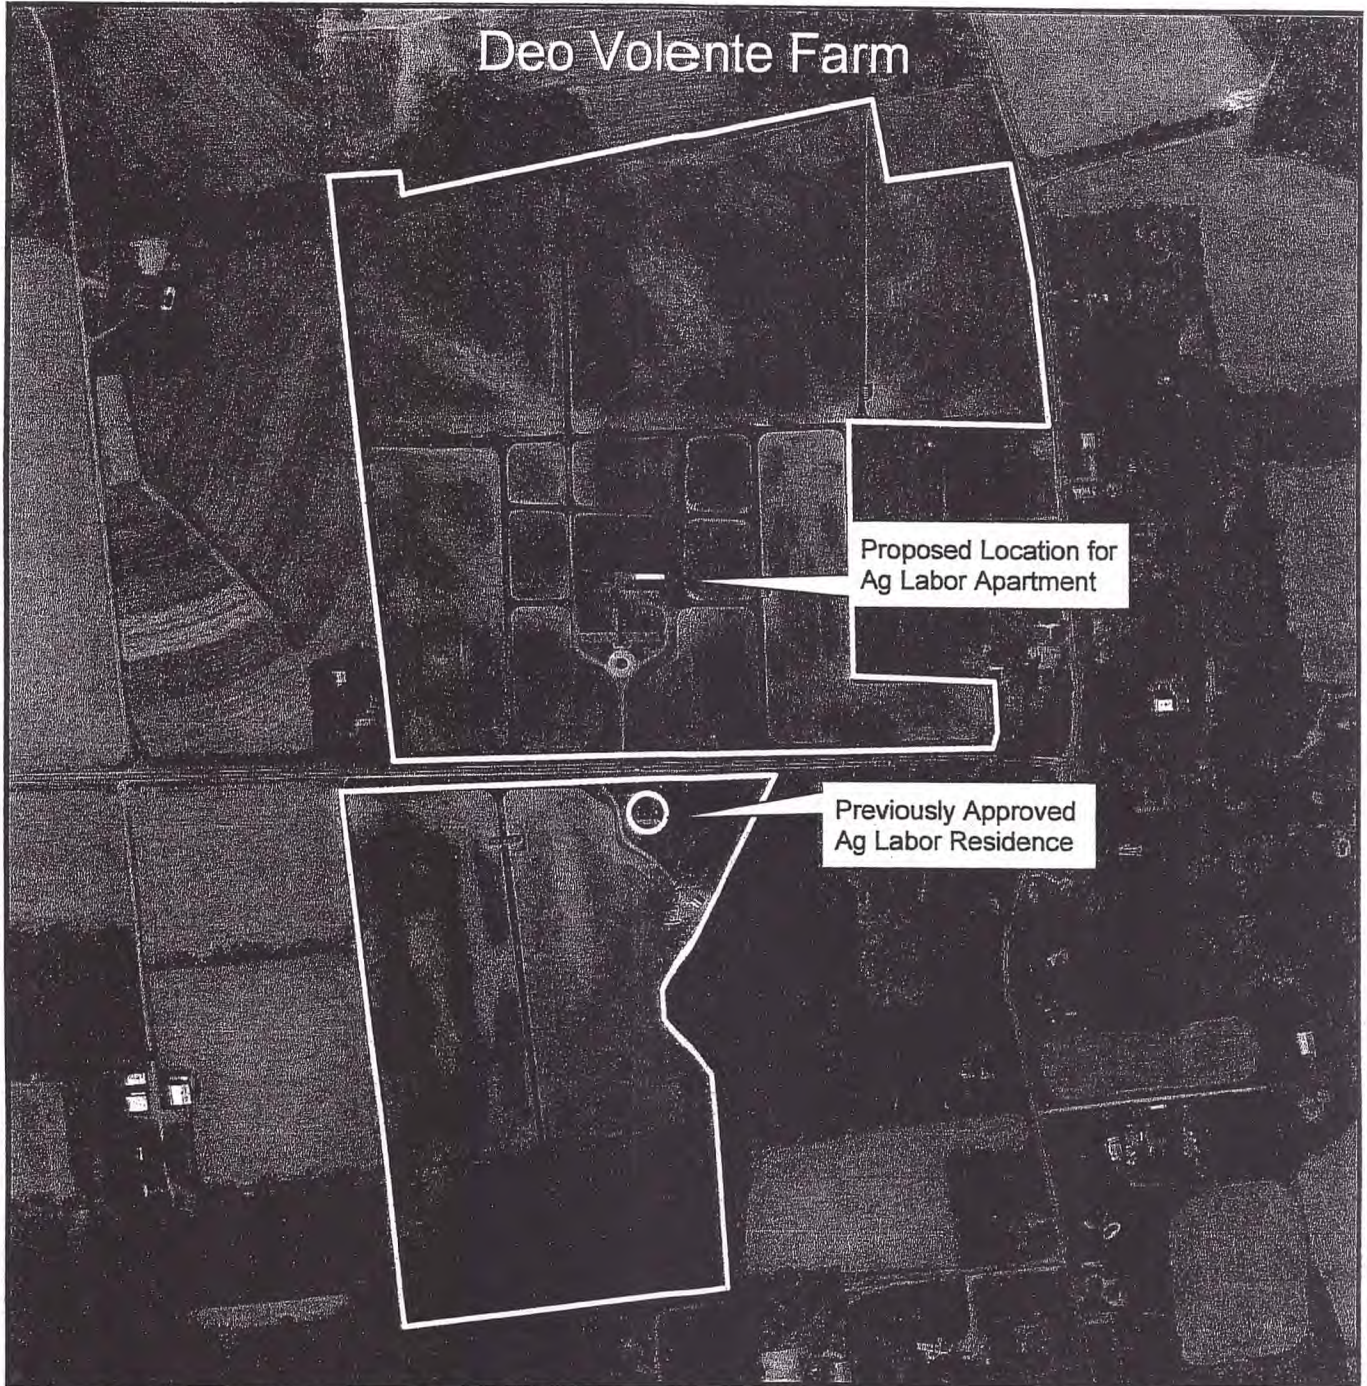 Deo Volente Farm
Proposed Location for
Ag Labor Apartment
Previously Approved
Ag Labor Residence